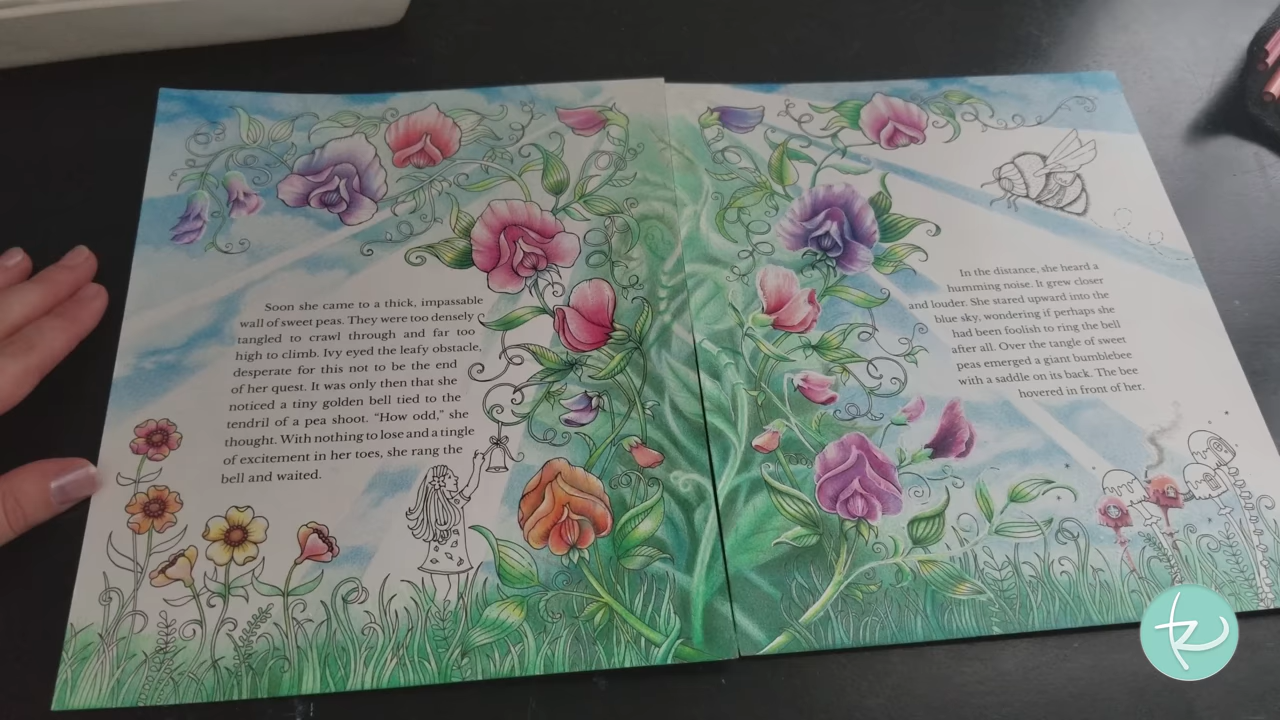 Soon she came to a thick, impassable
wall of sweet peas. They were too densely
tangled to crawl through and far too
high to climb. Ivy eyed the leafy obstacle,
desperate for this not to be the end
of her quest. It was only then that she
noticed a tiny golden bell tied to the
tendril of a pea shoot. “How odd,” she
thought. With nothing to lose and a tingle
of excitement in her toes, she rang the
bell and waited.
In the distance, she heard a
humming noise. It grew closer
and louder. She stared upward into the
blue sky, wondering if perhaps she
had been foolish to ring the bell
after all. Over the tangle of sweet
peas emerged a giant bumblebee
with a saddle on its back. The bee
hovered in front of her.